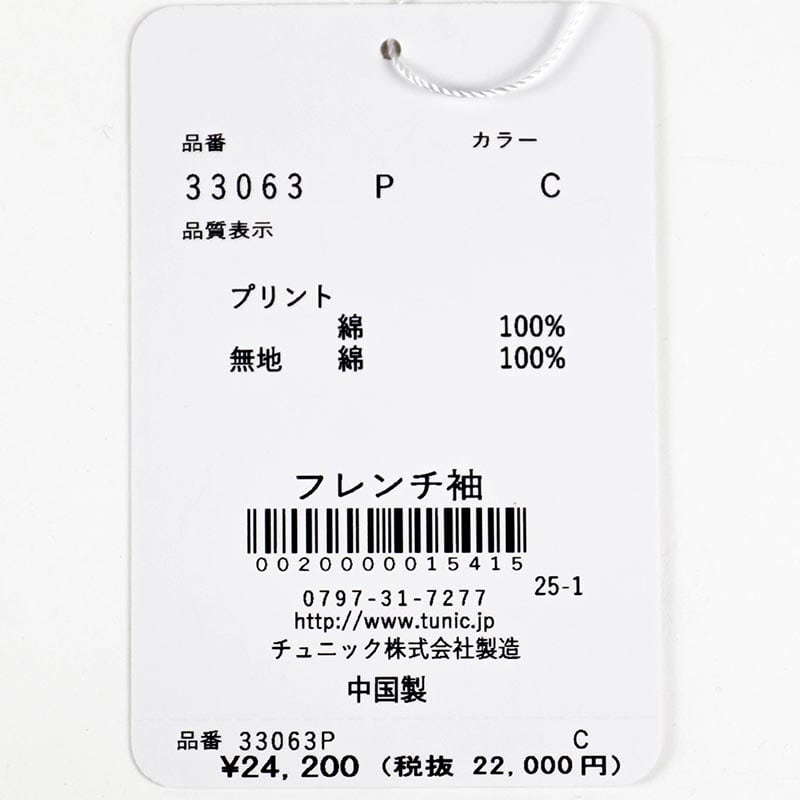 品番 カラー
33063 P C
品質表示
プリント
綿 100%
無地 綿 100%
フレンチ袖
0020000015415
25-1
0797-31-7277
http://www.tunic.jp
チュニック株式会社製造
中国製
品番 33063P C
¥24,200 (税抜 22,000円)